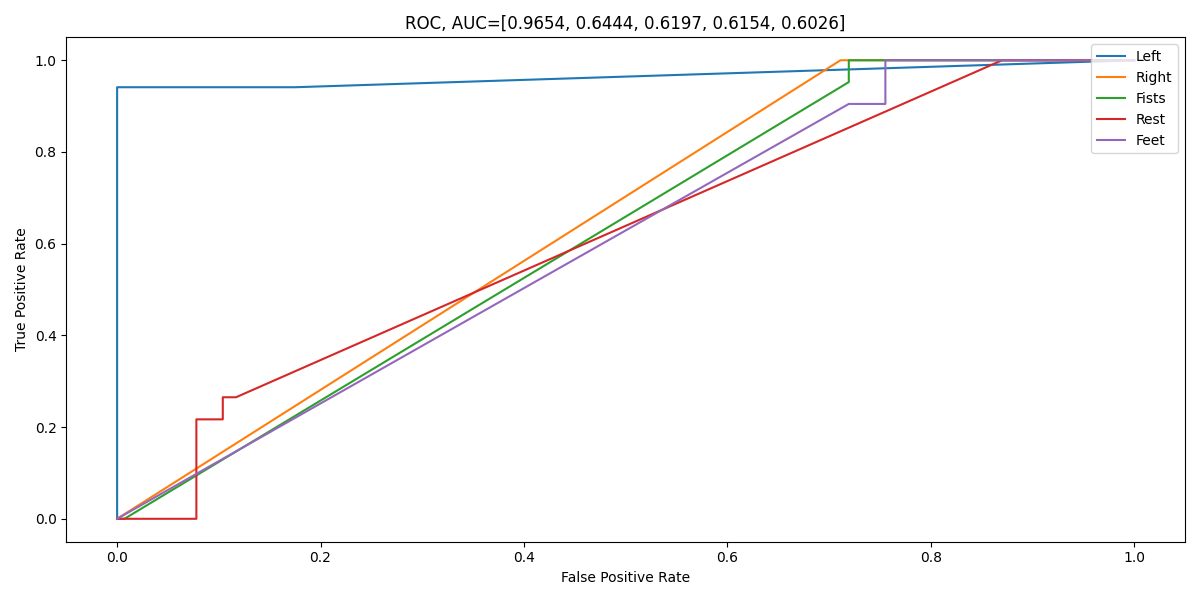 ROC, AUC=[0.9654, 0.6444, 0.6197, 0.6154, 0.6026]
True Positive Rate
1.0
0.8
0.6
0.4
0.2
0.0
Left
Right
Fists
Rest
Feet
0.0 0.2 0.4 0.6 0.8 1.0
False Positive Rate